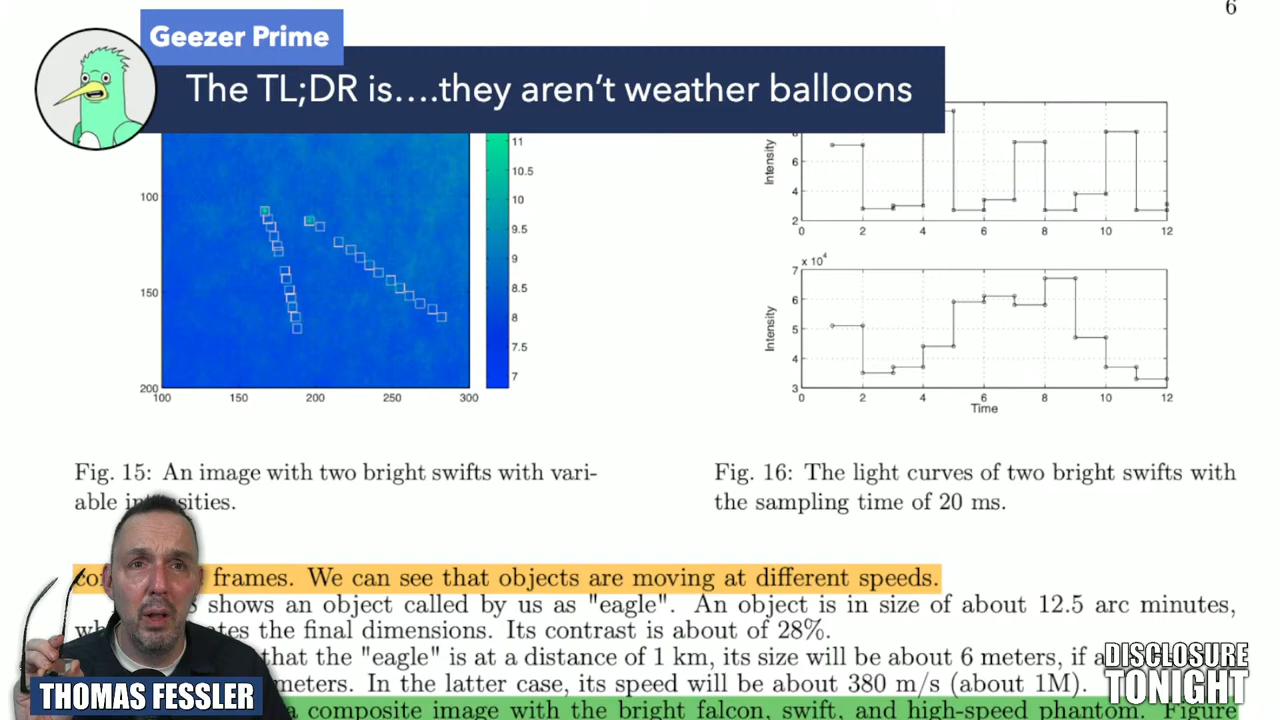 6
Geezer Prime
The TL;DR is....they aren't weather balloons
100
150
200
100
150
200
250
300
11
10.5
10
9.5
9
8.5
8
7.5
7
Intensity
8
6
4
2
0
2
4
6
8
10
12
x 10⁴
Intensity
7
6
5
4
3
0
2
4
6
8
10
12
Time
Fig. 15: An image with two bright swifts with vari-
able intensities.
Fig. 16: The light curves of two bright swifts with
the sampling time of 20 ms.
frames. We can see that objects are moving at different speeds.
shows an object called by us as "eagle". An object is in size of about 12.5 arc minutes,
the final dimensions. Its contrast is about of 28%.
that the "eagle" is at a distance of 1 km, its size will be about 6 meters, if
meters. In the latter case, its speed will be about 380 m/s (about 1M).
a composite image with the bright falcon, swift, and high-speed phantom. Figure
THOMAS FESSLER
DISCLOSURE
TONIGHT